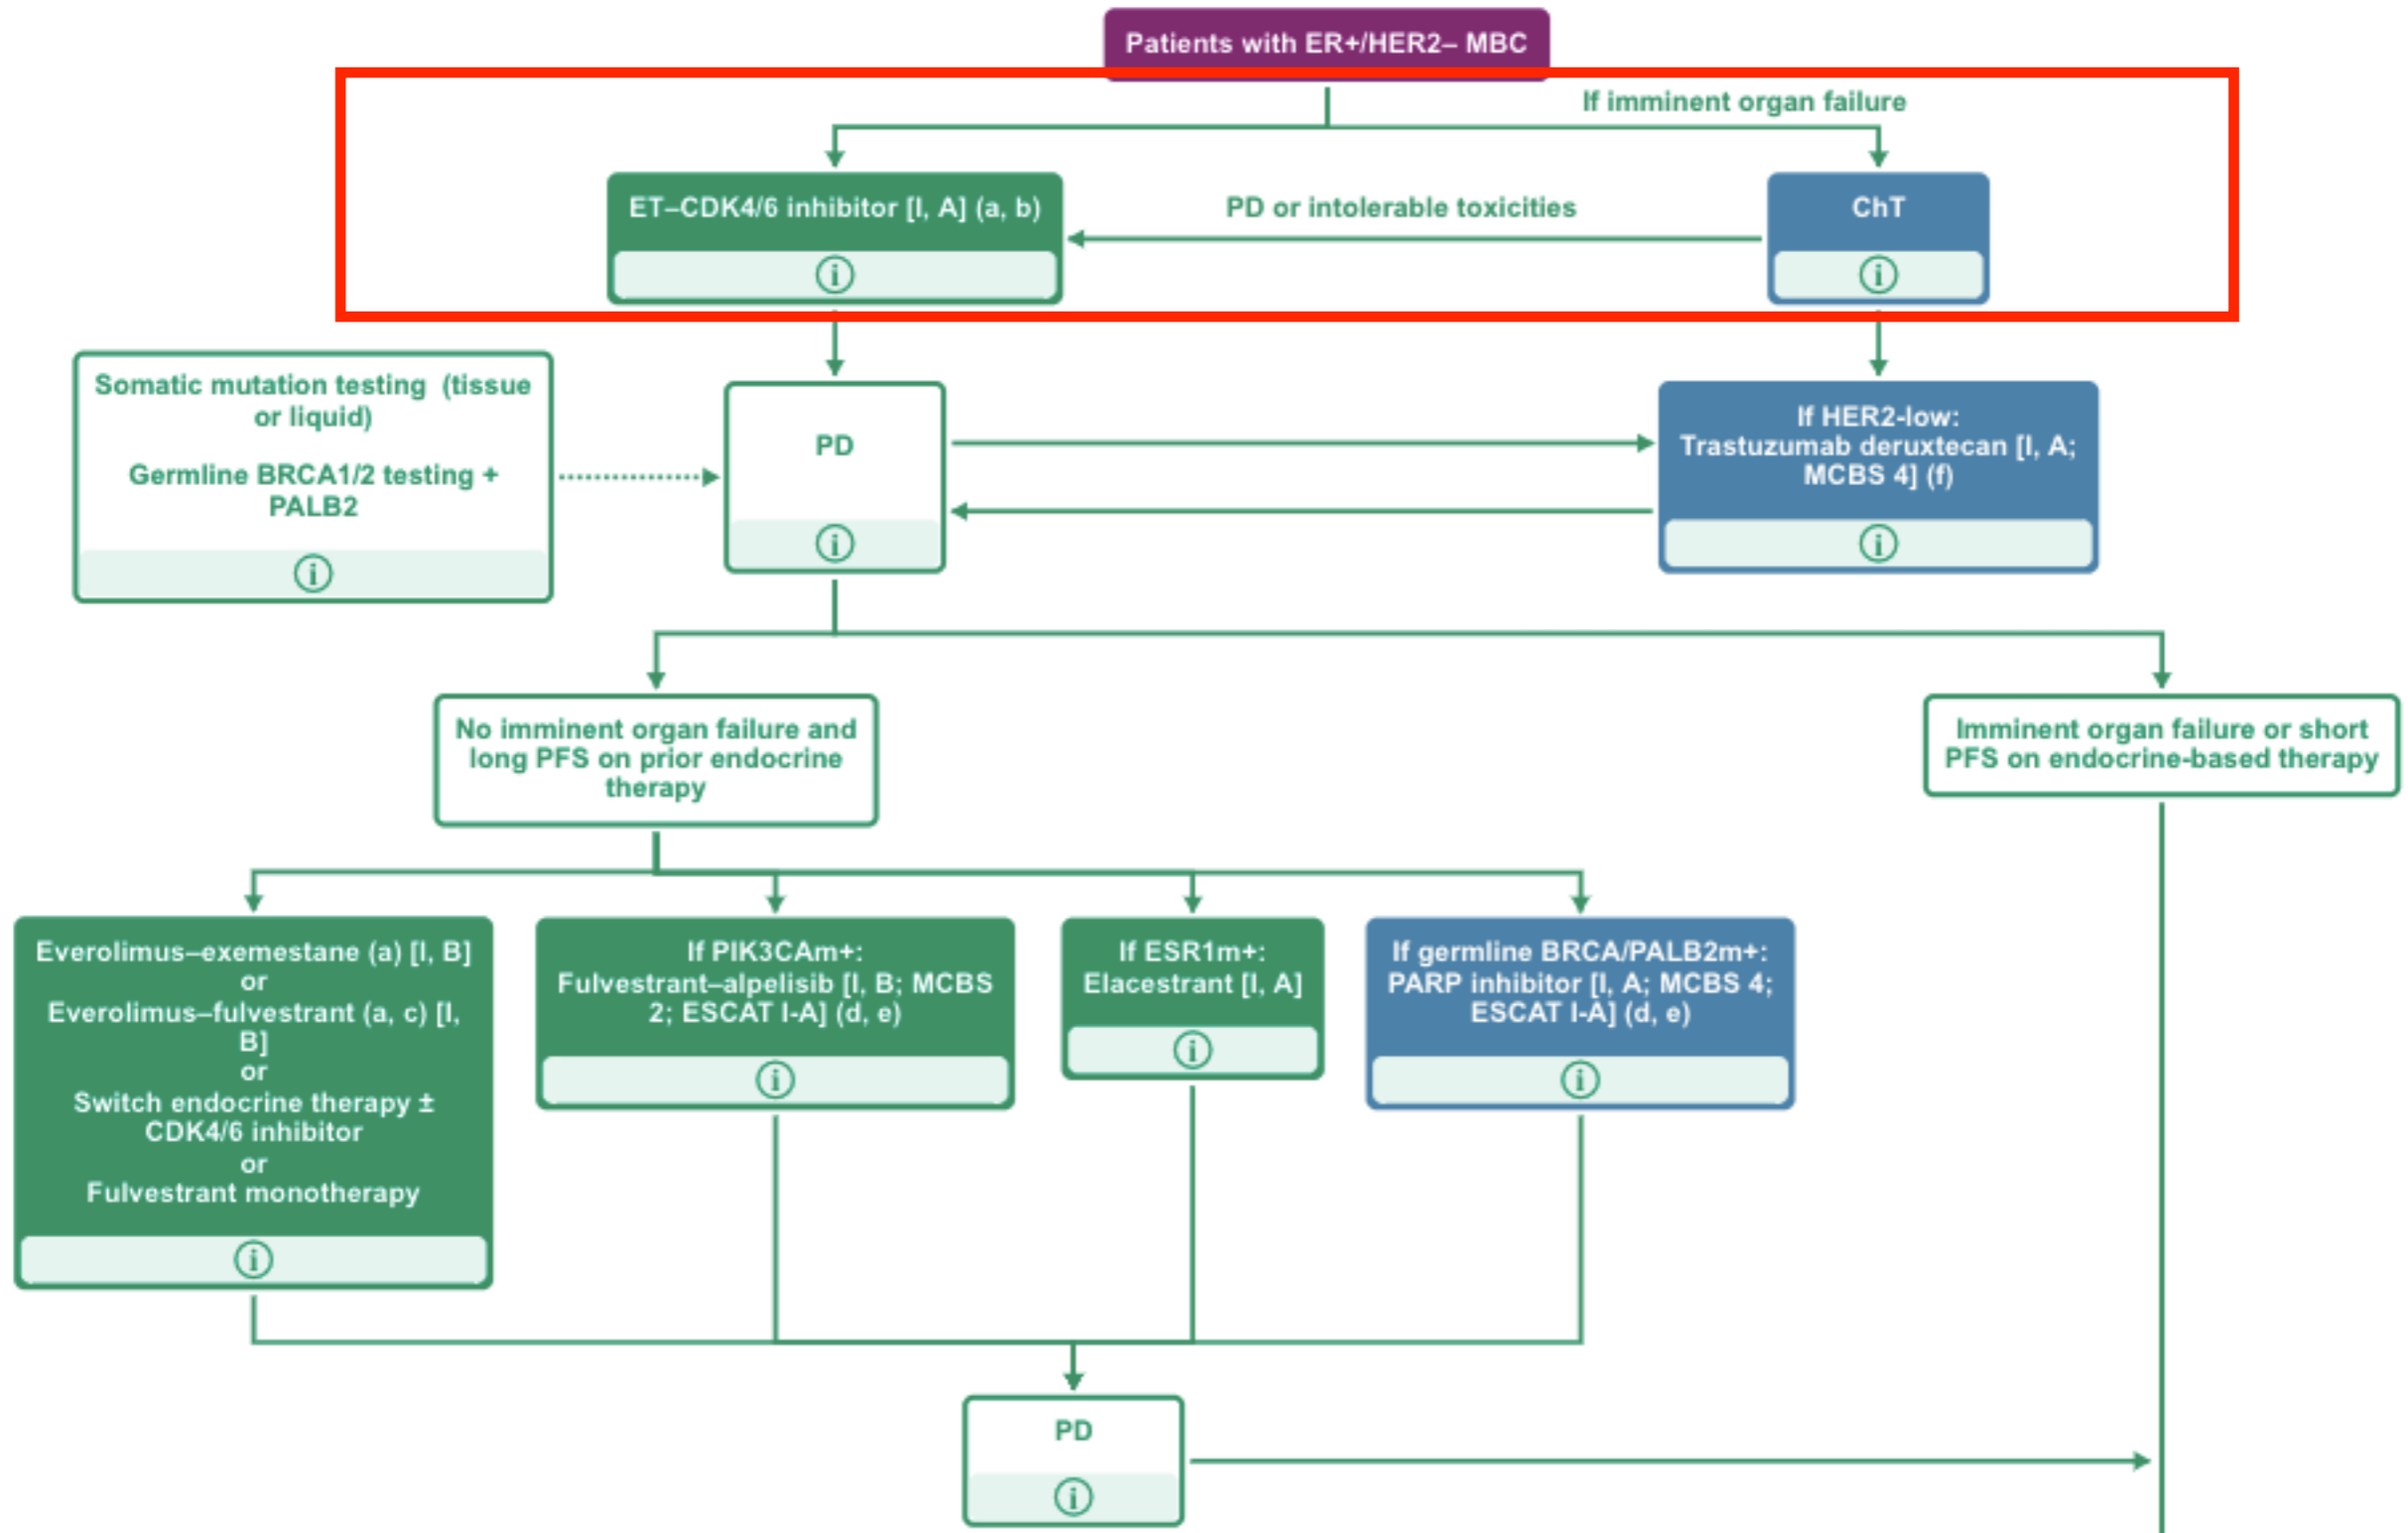 Patients with ER+/HER2– MBC
If imminent organ failure
ET–CDK4/6 inhibitor [I, A] (a, b)
i
PD or intolerable toxicities
ChT
i
Somatic mutation testing (tissue
or liquid)
Germline BRCA1/2 testing +
PALB2
i
PD
i
If HER2-low:
Trastuzumab deruxtecan [I, A;
MCBS 4] (f)
i
No imminent organ failure and
long PFS on prior endocrine
therapy
Imminent organ failure or short
PFS on endocrine-based therapy
Everolimus–exemestane (a) [I, B]
or
Everolimus–fulvestrant (a, c) [I,
B]
or
Switch endocrine therapy ±
CDK4/6 inhibitor
or
Fulvestrant monotherapy
i
If PIK3CAm+:
Fulvestrant–alpelisib [I, B; MCBS
2; ESCAT I-A] (d, e)
i
If ESR1m+:
Elacestrant [I, A]
i
If germline BRCA/PALB2m+:
PARP inhibitor [I, A; MCBS 4;
ESCAT I-A] (d, e)
i
PD
i